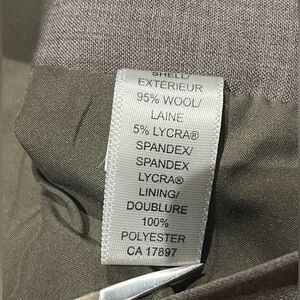 SHELL/
EXTÉRIEUR
95% WOOL/
LAINE
5% LYCRA®
SPANDEX/
SPANDEX
LYCRA®
LINING/
DOUBLURE
100%
POLYESTER
CA 17897